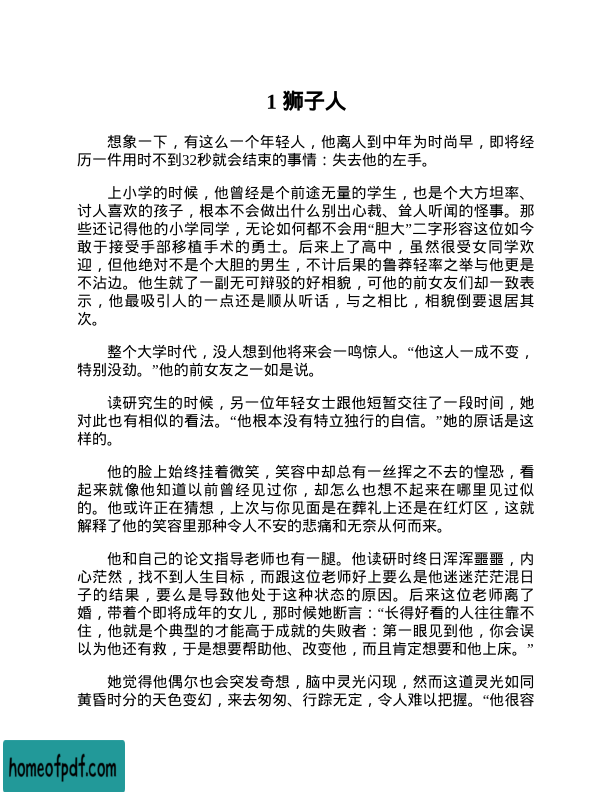 1 狮子人
想象一下，有这么一个年轻人，他离人到中年为时尚早，即将经
历一件用时不到32秒就会结束的事情：失去他的左手。
上小学的时候，他曾经是个前途无量的学生，也是个大方坦率、
讨人喜欢的孩子，根本不会做出什么别出心裁、耸人听闻的怪事。那
些还记得他的小学同学，无论如何都不会用“胆大”二字形容这位如今
敢于接受手部移植手术的勇士。后来上了高中，虽然很受女同学欢
迎，但他绝对不是个大胆的男生，不计后果的鲁莽轻率之举与他更是
不沾边。他生就了一副无可辩驳的好相貌，可他的前女友们却一致表
示，他最吸引人的一点还是顺从听话，与之相比，相貌倒要退居其
次。
整个大学时代，没人想到他将来会一鸣惊人。“他这人一成不变，
特别没劲。”他的前女友之一如是说。
读研究生的时候，另一位年轻女士跟他短暂交往了一段时间，她
对此也有相似的看法。“他根本没有特立独行的自信。”她的原话是这
样的。
他的脸上始终挂着微笑，笑容中却总有一丝挥之不去的惶恐，看
起来就像他知道以前曾经见过你，却怎么也想不起来在哪里见过似
的。他或许正在猜想，上次与你见面是在葬礼上还是在红灯区，这就
解释了他的笑容里那种令人不安的悲痛和无奈从何而来。
他和自己的论文指导老师也有一腿。他读研时终日浑浑噩噩，内
心茫然，找不到人生目标，而跟这位老师好上要么是他迷迷茫茫混日
子的结果，要么是导致他处于这种状态的原因。后来这位老师离了
婚，带着个即将成年的女儿，那时候她断言：“长得好看的人往往靠不
住，他就是个典型的才能高于成就的失败者：第一眼见到他，你会误
以为他还有救，于是想要帮助他、改变他，而且肯定想要和他上床。”
她觉得他偶尔也会突发奇想，脑中灵光闪现，然而这道灵光如同
黄昏时分的天色变幻，来去匆匆、行踪无定，令人难以把握。“他很容
homeofpdf.com